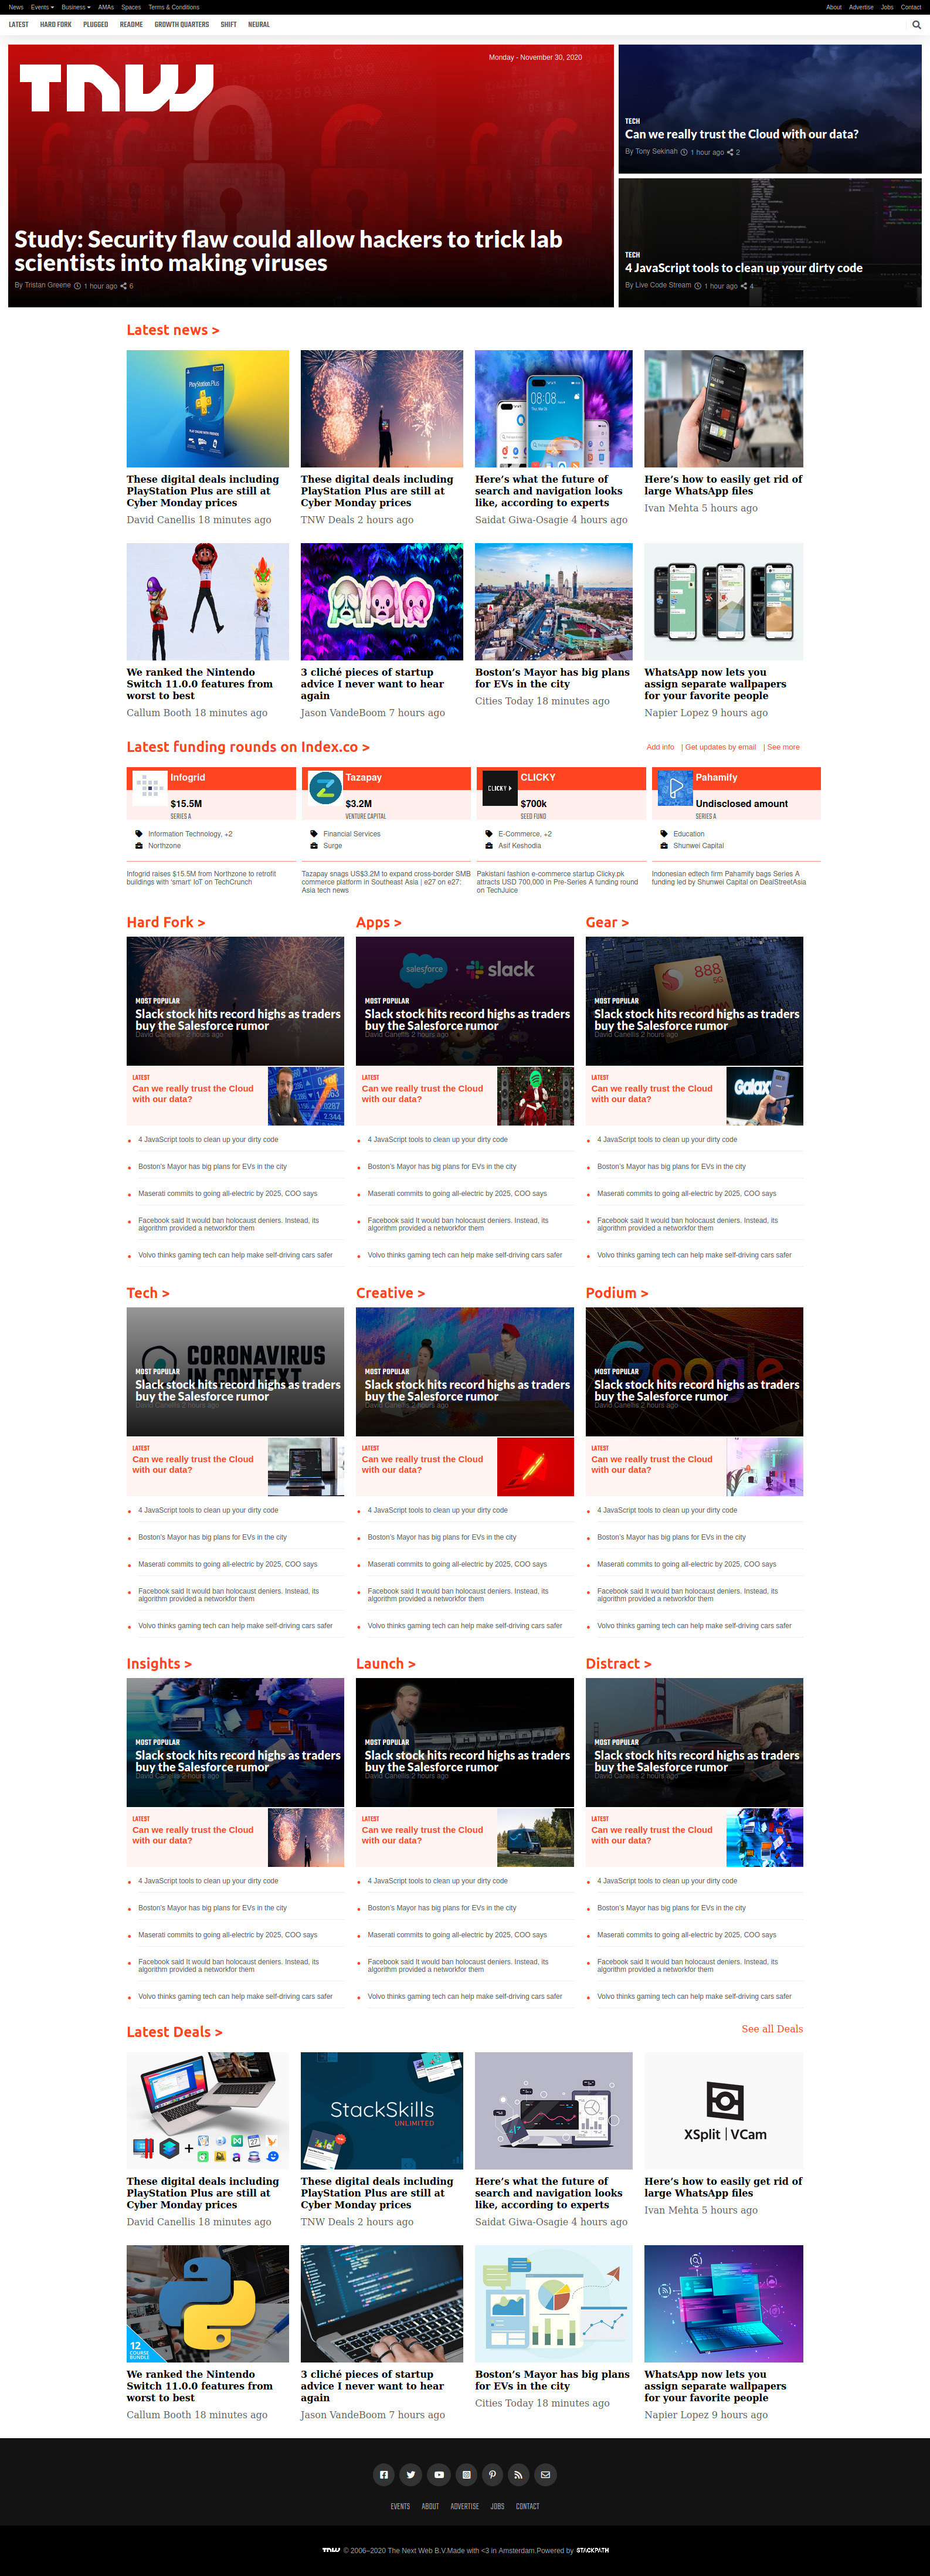 News Events Business AMAs Spaces Terms & Conditions About Advertise Jobs Contact
LATEST HARD FORK PLUGGED README GROWTH QUARTERS SHIFT NEURAL
TNW
Monday - November 30, 2020
Study: Security flaw could allow hackers to trick lab
scientists into making viruses
By Tristan Greene 1 hour ago 6
TECH
Can we really trust the Cloud with our data?
By Tony Sekinah 1 hour ago 2
TECH
4 JavaScript tools to clean up your dirty code
By Live Code Stream 1 hour ago 4
Latest news >
PlayStation Plus
08:08
These digital deals including
PlayStation Plus are still at
Cyber Monday prices
David Canellis 18 minutes ago
These digital deals including
PlayStation Plus are still at
Cyber Monday prices
TNW Deals 2 hours ago
Here's what the future of
search and navigation looks
like, according to experts
Saidat Giwa-Osagie 4 hours ago
Here's how to easily get rid of
large WhatsApp files
Ivan Mehta 5 hours ago
We ranked the Nintendo
Switch 11.0.0 features from
worst to best
Callum Booth 18 minutes ago
3 cliché pieces of startup
advice I never want to hear
again
Jason VandeBoom 7 hours ago
Boston's Mayor has big plans
for EVs in the city
Cities Today 18 minutes ago
WhatsApp now lets you
assign separate wallpapers
for your favorite people
Napier Lopez 9 hours ago
Latest funding rounds on Index.co >
Add info | Get updates by email | See more
Infogrid
$15.5M
SERIES A
Information Technology, +2
Northzone
Infogrid raises $15.5M from Northzone to retrofit
buildings with 'smart' IoT on TechCrunch
Tazapay
$3.2M
VENTURE CAPITAL
Financial Services
Surge
Tazapay snags US$3.2M to expand cross-border SMB
commerce platform in Southeast Asia | e27 on e27;
Asia tech news
CLICKY
CLICKY
$700k
SEED FUND
E-Commerce, +2
Asif Keshodia
Pakistani fashion e-commerce startup Clicky.pk
attracts USD 700,000 in Pre-Series A funding round
on TechJuice
Pahamify
Undisclosed amount
SERIES A
Education
Shunwei Capital
Indonesian edtech firm Pahamify bags Series A
funding led by Shunwei Capital on DealStreetAsia
Hard Fork >
MOST POPULAR
Slack stock hits record highs as traders
buy the Salesforce rumor
David Canellis 2 hours ago
LATEST
Can we really trust the Cloud
with our data?
4 JavaScript tools to clean up your dirty code
Boston's Mayor has big plans for EVs in the city
Maserati commits to going all-electric by 2025, COO says
Facebook said It would ban holocaust deniers. Instead, its
algorithm provided a networkfor them
Volvo thinks gaming tech can help make self-driving cars safer
Apps >
salesforce + slack
MOST POPULAR
Slack stock hits record highs as traders
buy the Salesforce rumor
David Canellis 2 hours ago
LATEST
Can we really trust the Cloud
with our data?
4 JavaScript tools to clean up your dirty code
Boston's Mayor has big plans for EVs in the city
Maserati commits to going all-electric by 2025, COO says
Facebook said It would ban holocaust deniers. Instead, its
algorithm provided a networkfor them
Volvo thinks gaming tech can help make self-driving cars safer
Gear >
888
5G
MOST POPULAR
Slack stock hits record highs as traders
buy the Salesforce rumor
David Canellis 2 hours ago
LATEST
Can we really trust the Cloud
with our data?
Galax
4 JavaScript tools to clean up your dirty code
Boston's Mayor has big plans for EVs in the city
Maserati commits to going all-electric by 2025, COO says
Facebook said It would ban holocaust deniers. Instead, its
algorithm provided a networkfor them
Volvo thinks gaming tech can help make self-driving cars safer
Tech >
CORONAVIRUS
IN CONTEXT
MOST POPULAR
Slack stock hits record highs as traders
buy the Salesforce rumor
David Canellis 2 hours ago
LATEST
Can we really trust the Cloud
with our data?
4 JavaScript tools to clean up your dirty code
Boston's Mayor has big plans for EVs in the city
Maserati commits to going all-electric by 2025, COO says
Facebook said It would ban holocaust deniers. Instead, its
algorithm provided a networkfor them
Volvo thinks gaming tech can help make self-driving cars safer
Creative >
MOST POPULAR
Slack stock hits record highs as traders
buy the Salesforce rumor
David Canellis 2 hours ago
LATEST
Can we really trust the Cloud
with our data?
4 JavaScript tools to clean up your dirty code
Boston's Mayor has big plans for EVs in the city
Maserati commits to going all-electric by 2025, COO says
Facebook said It would ban holocaust deniers. Instead, its
algorithm provided a networkfor them
Volvo thinks gaming tech can help make self-driving cars safer
Podium >
Google
MOST POPULAR
Slack stock hits record highs as traders
buy the Salesforce rumor
David Canellis 2 hours ago
LATEST
Can we really trust the Cloud
with our data?
4 JavaScript tools to clean up your dirty code
Boston's Mayor has big plans for EVs in the city
Maserati commits to going all-electric by 2025, COO says
Facebook said It would ban holocaust deniers. Instead, its
algorithm provided a networkfor them
Volvo thinks gaming tech can help make self-driving cars safer
Insights >
MOST POPULAR
Slack stock hits record highs as traders
buy the Salesforce rumor
David Canellis 2 hours ago
LATEST
Can we really trust the Cloud
with our data?
4 JavaScript tools to clean up your dirty code
Boston's Mayor has big plans for EVs in the city
Maserati commits to going all-electric by 2025, COO says
Facebook said It would ban holocaust deniers. Instead, its
algorithm provided a networkfor them
Volvo thinks gaming tech can help make self-driving cars safer
Launch >
MOST POPULAR
Slack stock hits record highs as traders
buy the Salesforce rumor
David Canellis 2 hours ago
LATEST
Can we really trust the Cloud
with our data?
4 JavaScript tools to clean up your dirty code
Boston's Mayor has big plans for EVs in the city
Maserati commits to going all-electric by 2025, COO says
Facebook said It would ban holocaust deniers. Instead, its
algorithm provided a networkfor them
Volvo thinks gaming tech can help make self-driving cars safer
Distract >
MOST POPULAR
Slack stock hits record highs as traders
buy the Salesforce rumor
David Canellis 2 hours ago
LATEST
Can we really trust the Cloud
with our data?
4 JavaScript tools to clean up your dirty code
Boston's Mayor has big plans for EVs in the city
Maserati commits to going all-electric by 2025, COO says
Facebook said It would ban holocaust deniers. Instead, its
algorithm provided a networkfor them
Volvo thinks gaming tech can help make self-driving cars safer
Latest Deals >
See all Deals
StackSkills
UNLIMITED
XSplit | VCam
These digital deals including
PlayStation Plus are still at
Cyber Monday prices
David Canellis 18 minutes ago
These digital deals including
PlayStation Plus are still at
Cyber Monday prices
TNW Deals 2 hours ago
Here's what the future of
search and navigation looks
like, according to experts
Saidat Giwa-Osagie 4 hours ago
Here's how to easily get rid of
large WhatsApp files
Ivan Mehta 5 hours ago
12
COURSE
BUNDLE
We ranked the Nintendo
Switch 11.0.0 features from
worst to best
Callum Booth 18 minutes ago
3 cliché pieces of startup
advice I never want to hear
again
Jason VandeBoom 7 hours ago
Boston's Mayor has big plans
for EVs in the city
Cities Today 18 minutes ago
WhatsApp now lets you
assign separate wallpapers
for your favorite people
Napier Lopez 9 hours ago
EVENTS ABOUT ADVERTISE JOBS CONTACT
TNW © 2006–2020 The Next Web B.V.Made with <3 in Amsterdam.Powered by STACKPATH